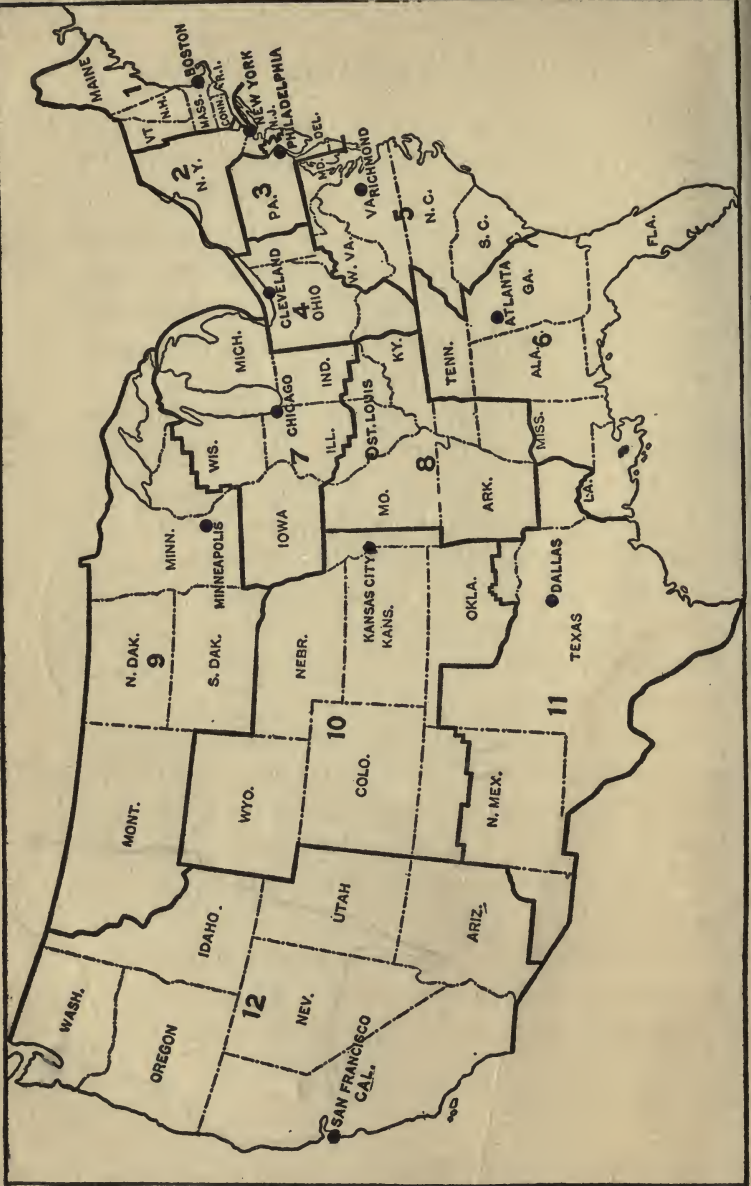 WASH.
OREGON
SAN FRANCISCO
CAL.
NEV.
12
IDAHO.
UTAH
ARIZ.
MONT.
WYO.
COLO.
10
N. MEX.
N. DAK.
9
S. DAK.
NEBR.
KANSAS CITY
KANS.
OKLA.
DALLAS
TEXAS
11
MINN.
MINNEAPOLIS
IOWA
MO.
ST. LOUIS
8
ARK.
LA.
WIS.
MICH.
CHICAGO
7
ILL.
IND.
KY.
TENN.
MISS.
ALA.
6
ATLANTA
GA.
FLA.
CLEVELAND
4
OHIO
W. VA.
VA.
RICHMOND
5
N. C.
S. C.
PA.
3
MD.
DEL.
N.J.
PHILADELPHIA
NEW YORK
2
N. Y.
VT
N.H.
MAINE
1
MASS.
BOSTON
CONN.
R.I.